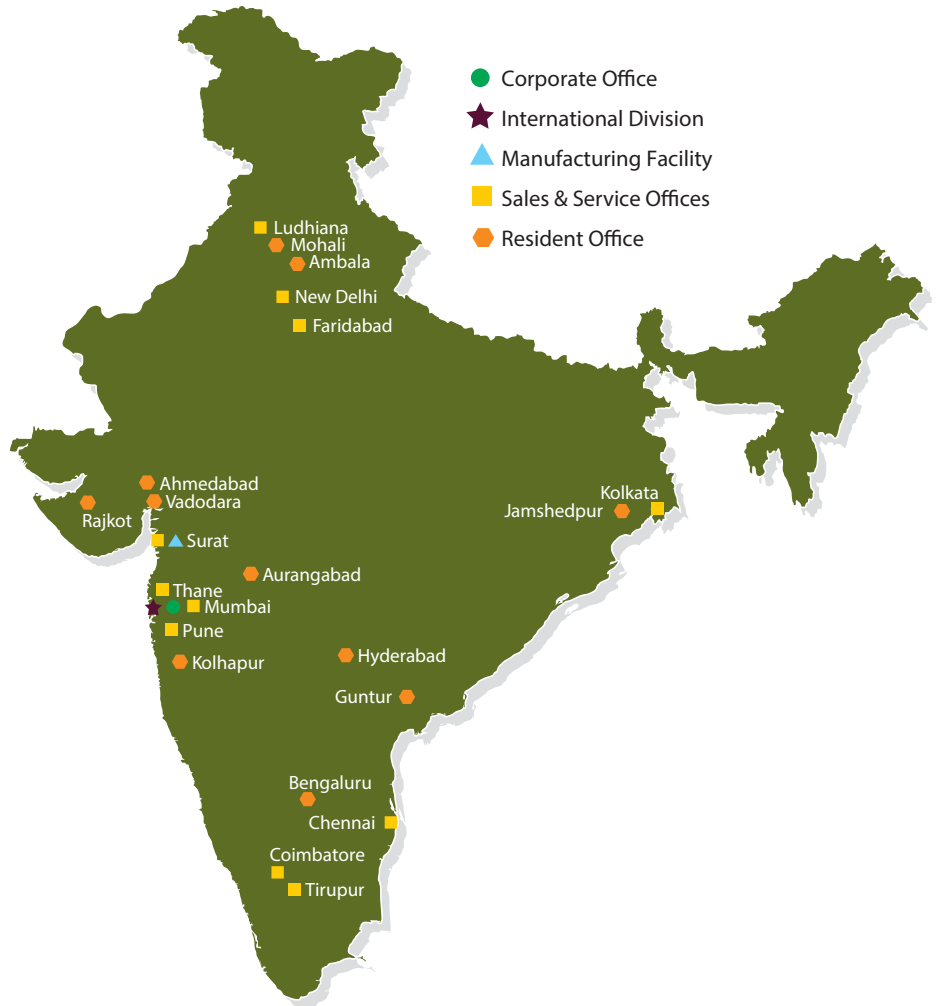 Corporate Office
International Division
Manufacturing Facility
Sales & Service Offices
Resident Office
Ludhiana
Mohali
Ambala
New Delhi
Faridabad
Ahmedabad
Vadodara
Rajkot
Kolkata
Jamshedpur
Surat
Aurangabad
Thane
Mumbai
Pune
Kolhapur
Hyderabad
Guntur
Bengaluru
Chennai
Coimbatore
Tirupur